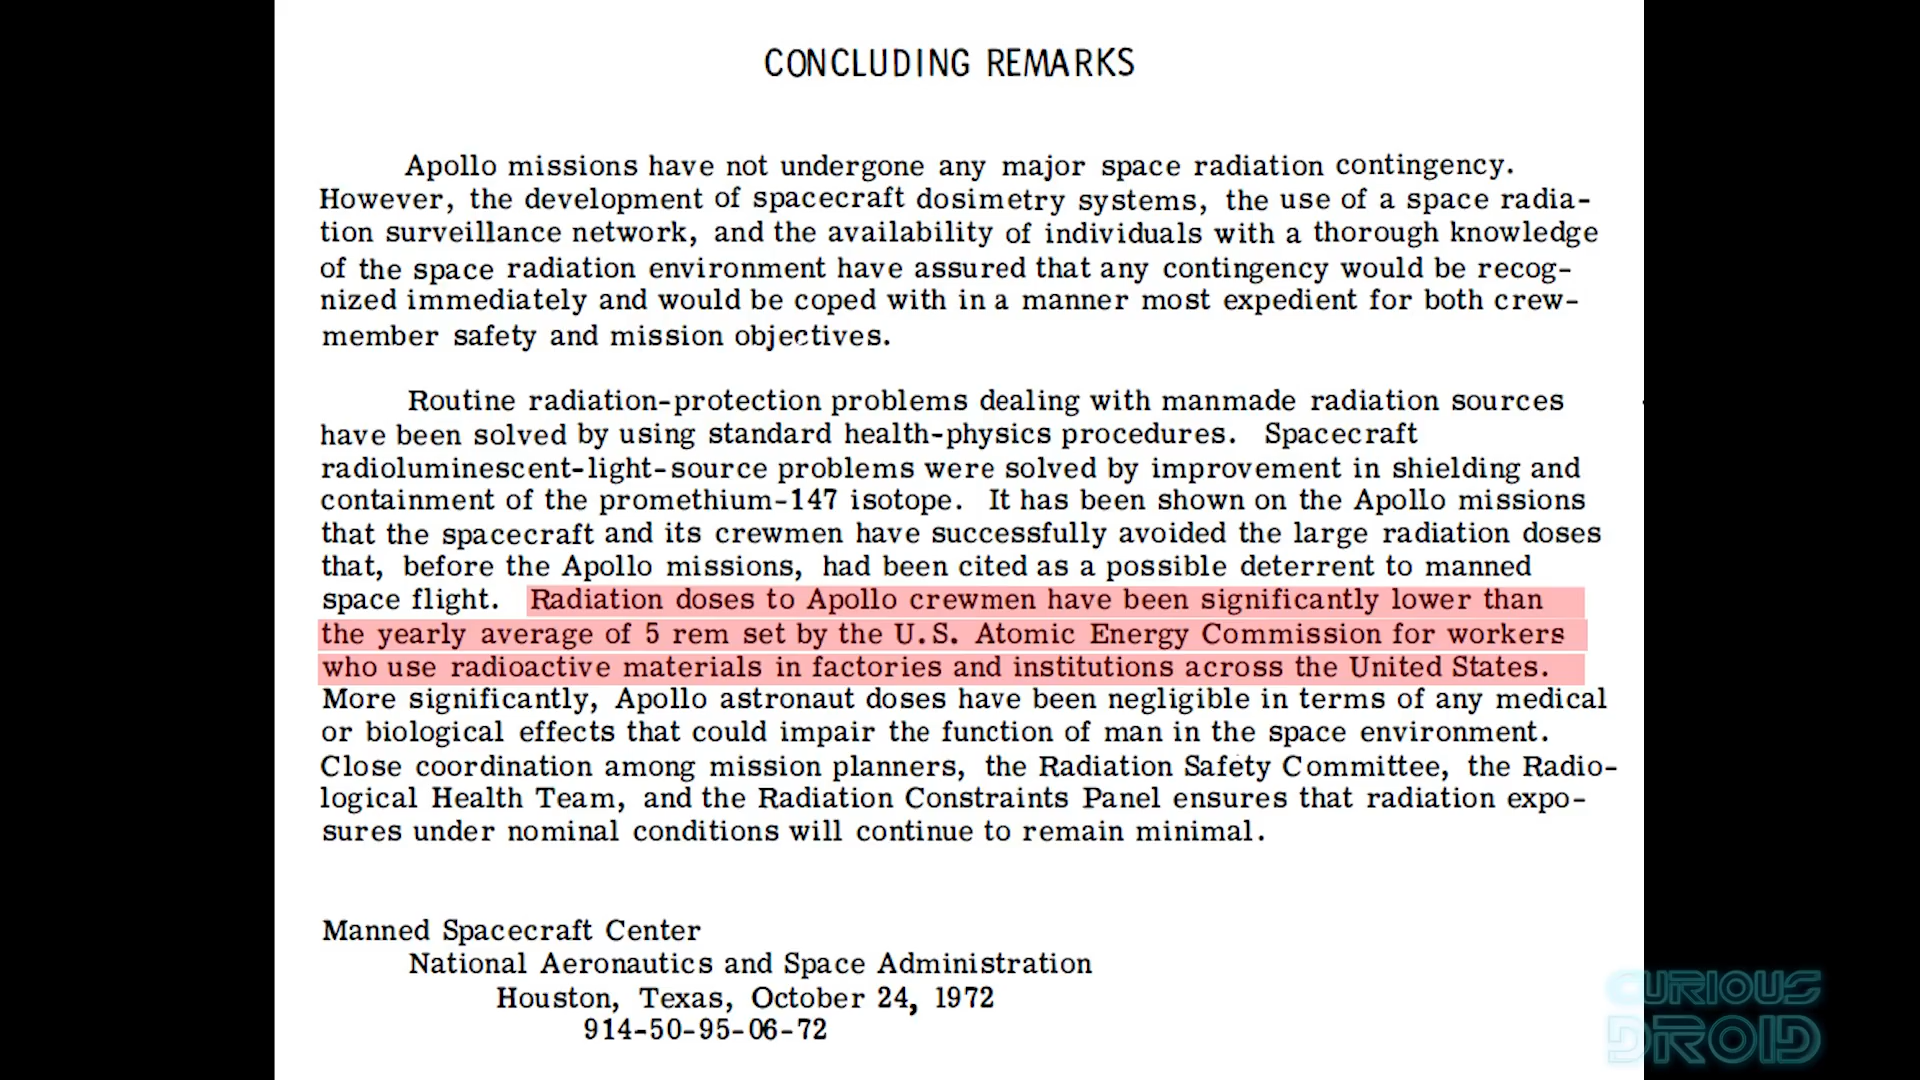 CONCLUDING REMARKS
Apollo missions have not undergone any major space radiation contingency.
However, the development of spacecraft dosimetry systems, the use of a space radia-
tion surveillance network, and the availability of individuals with a thorough knowledge
of the space radiation environment have assured that any contingency would be recog-
nized immediately and would be coped with in a manner most expedient for both crew-
member safety and mission objectives.
Routine radiation-protection problems dealing with manmade radiation sources
have been solved by using standard health-physics procedures. Spacecraft
radioluminescent-light-source problems were solved by improvement in shielding and
containment of the promethium-147 isotope. It has been shown on the Apollo missions
that the spacecraft and its crewmen have successfully avoided the large radiation doses
that, before the Apollo missions, had been cited as a possible deterrent to manned
space flight. Radiation doses to Apollo crewmen have been significantly lower than
the yearly average of 5 rem set by the U.S. Atomic Energy Commission for workers
who use radioactive materials in factories and institutions across the United States.
More significantly, Apollo astronaut doses have been negligible in terms of any medical
or biological effects that could impair the function of man in the space environment.
Close coordination among mission planners, the Radiation Safety Committee, the Radio-
logical Health Team, and the Radiation Constraints Panel ensures that radiation expo-
sures under nominal conditions will continue to remain minimal.
Manned Spacecraft Center
National Aeronautics and Space Administration
Houston, Texas, October 24, 1972
914-50-95-06-72
CURIOUS
DROID